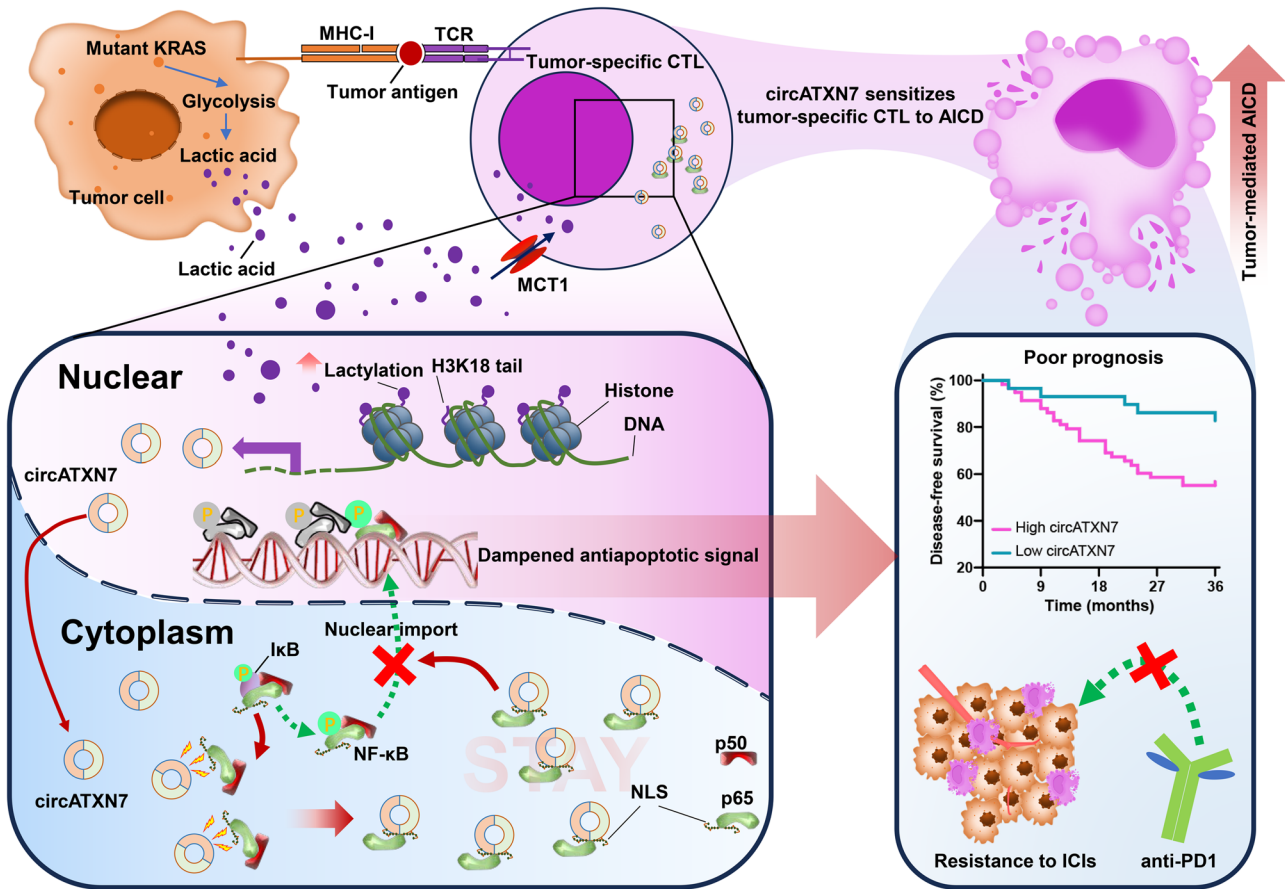 Mutant KRAS
Glycolysis
Lactic acid
Tumor cell
Lactic acid
MHC-I
TCR
Tumor antigen
Tumor-specific CTL
MCT1
circATXN7 sensitizes
tumor-specific CTL to AICD
Tumor-mediated AICD
Nuclear
Lactylation
H3K18 tail
Histone
DNA
circATXN7
P
P
P
Dampened antiapoptotic signal
Cytoplasm
Nuclear import
P
IκB
P
NF-κB
STAY
circATXN7
NLS
p50
p65
Poor prognosis
Disease-free survival (%)
100
80
60
40
20
High circATXN7
Low circATXN7
0 9 18 27 36
Time (months)
Resistance to ICIs
anti-PD1